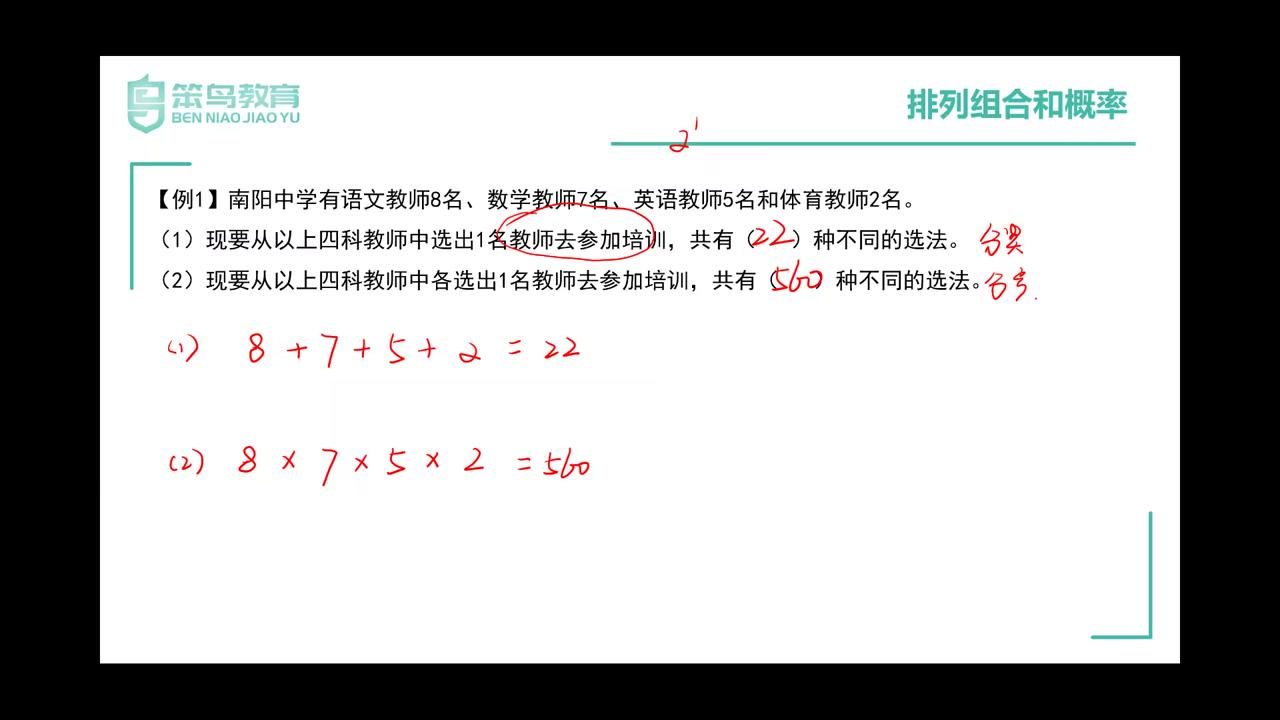 笨鸟教育
BEN NIAO JIAO YU
排列组合和概率
【例1】南阳中学有语文教师8名、数学教师7名、英语教师5名和体育教师2名。
（1）现要从以上四科教师中选出1名教师去参加培训，共有（22）种不同的选法。 分类
（2）现要从以上四科教师中各选出1名教师去参加培训，共有（560）种不同的选法。
(1) 8 + 7 + 5 + 2 = 22
(2) 8 × 7 × 5 × 2 = 560